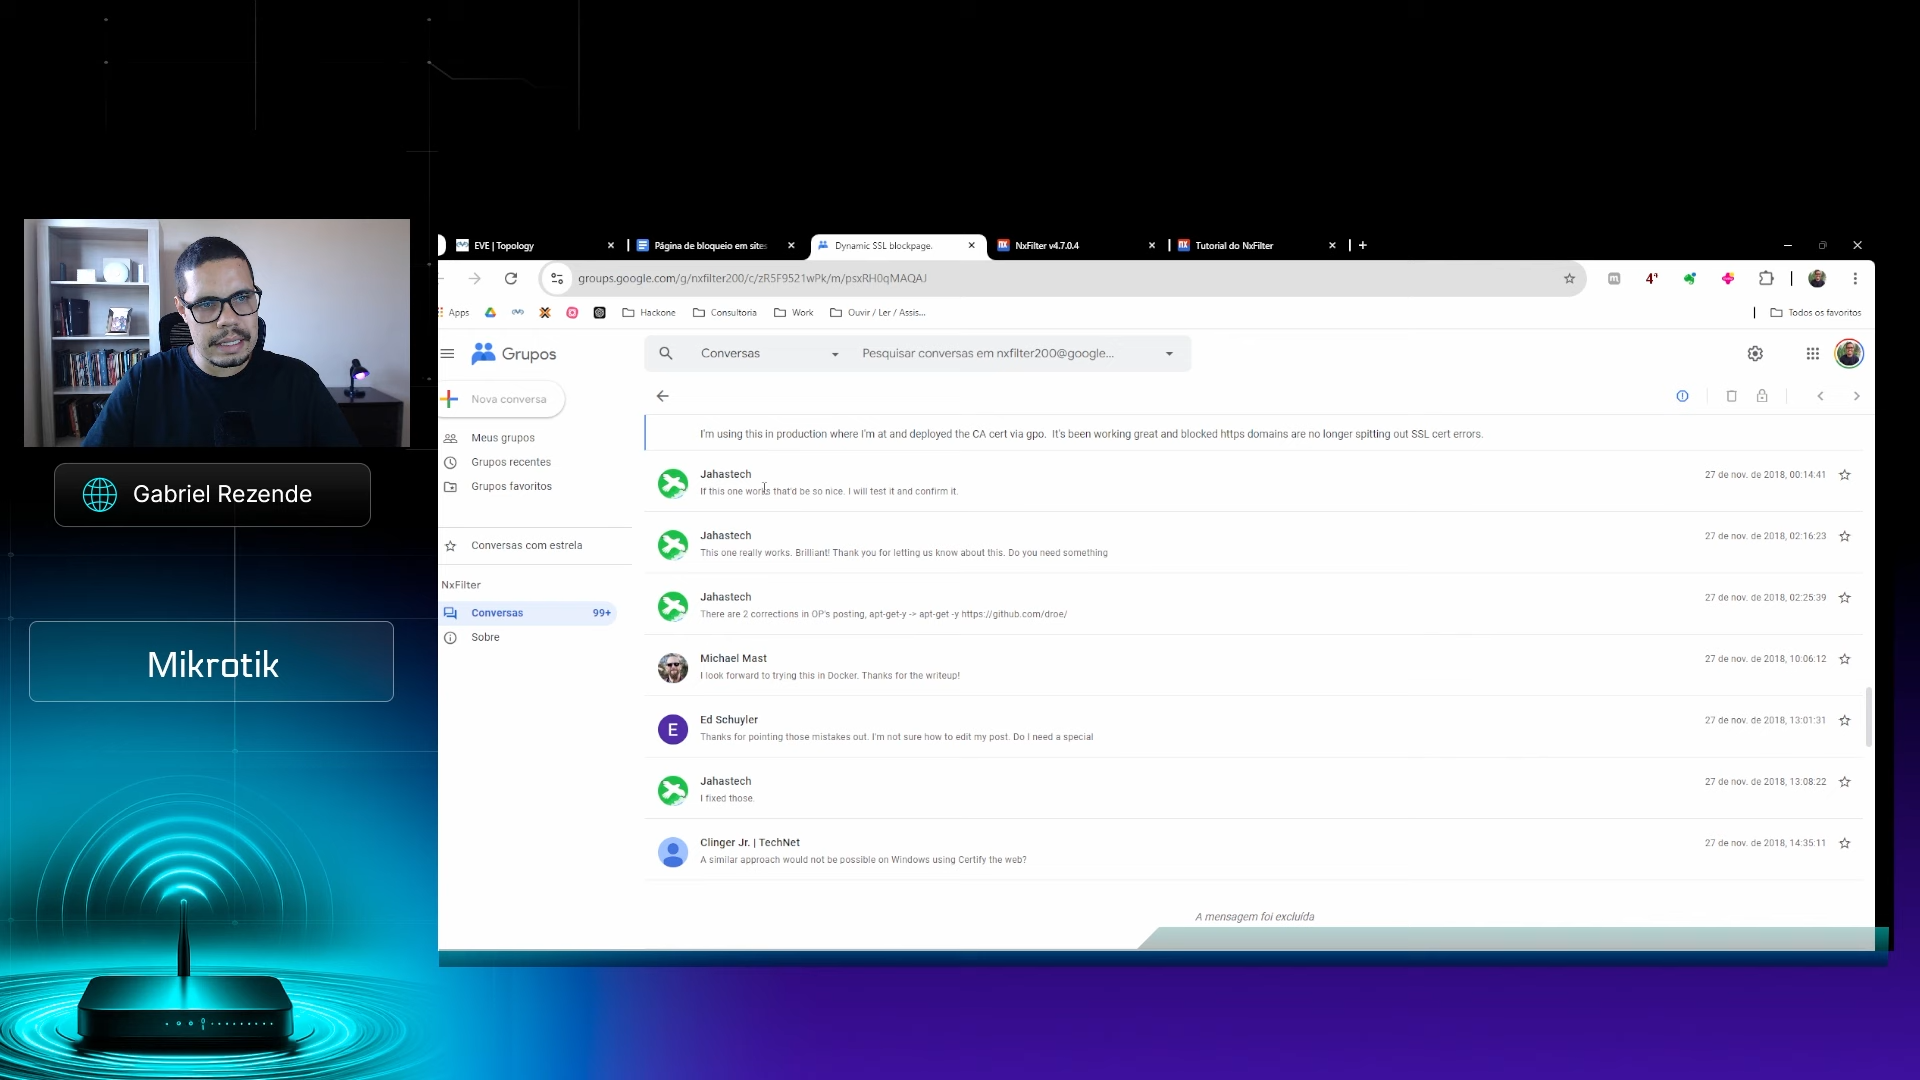 EVE | Topology
Página de bloqueio em sites
Dynamic SSL blockpage.
NxFilter v4.7.0.4
Tutorial do NxFilter
groups.google.com/g/nxfilter200/c/zR5F9521wPk/m/psxRH0qMAQAJ
Apps
Hackone
Consultoria
Work
Ouvir / Ler / Assis...
Todos os favoritos
Grupos
Conversas
Pesquisar conversas em nxfilter200@google...
Nova conversa
Meus grupos
Grupos recentes
Grupos favoritos
Conversas com estrela
NxFilter
Conversas 99+
Sobre
I'm using this in production where I'm at and deployed the CA cert via gpo. It's been working great and blocked https domains are no longer spitting out SSL cert errors.
Jahastech 27 de nov. de 2018, 00:14:41
If this one works that'd be so nice. I will test it and confirm it.
Jahastech 27 de nov. de 2018, 02:16:23
This one really works. Brilliant! Thank you for letting us know about this. Do you need something
Jahastech 27 de nov. de 2018, 02:25:39
There are 2 corrections in OP's posting, apt-get-y -> apt-get -y https://github.com/droe/
Michael Mast 27 de nov. de 2018, 10:06:12
I look forward to trying this in Docker. Thanks for the writeup!
E
Ed Schuyler 27 de nov. de 2018, 13:01:31
Thanks for pointing those mistakes out. I'm not sure how to edit my post. Do I need a special
Jahastech 27 de nov. de 2018, 13:08:22
I fixed those.
Clinger Jr. | TechNet 27 de nov. de 2018, 14:35:11
A similar approach would not be possible on Windows using Certify the web?
A mensagem foi excluída
Gabriel Rezende
Mikrotik